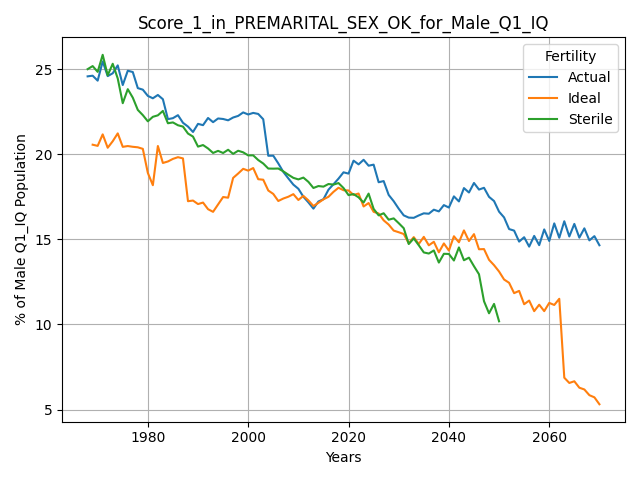 Score_1_in_PREMARITAL_SEX_OK_for_Male_Q1_IQ
% of Male Q1_IQ Population
25
20
15
10
5
Fertility
Actual
Ideal
Sterile
1980 2000 2020 2040 2060
Years